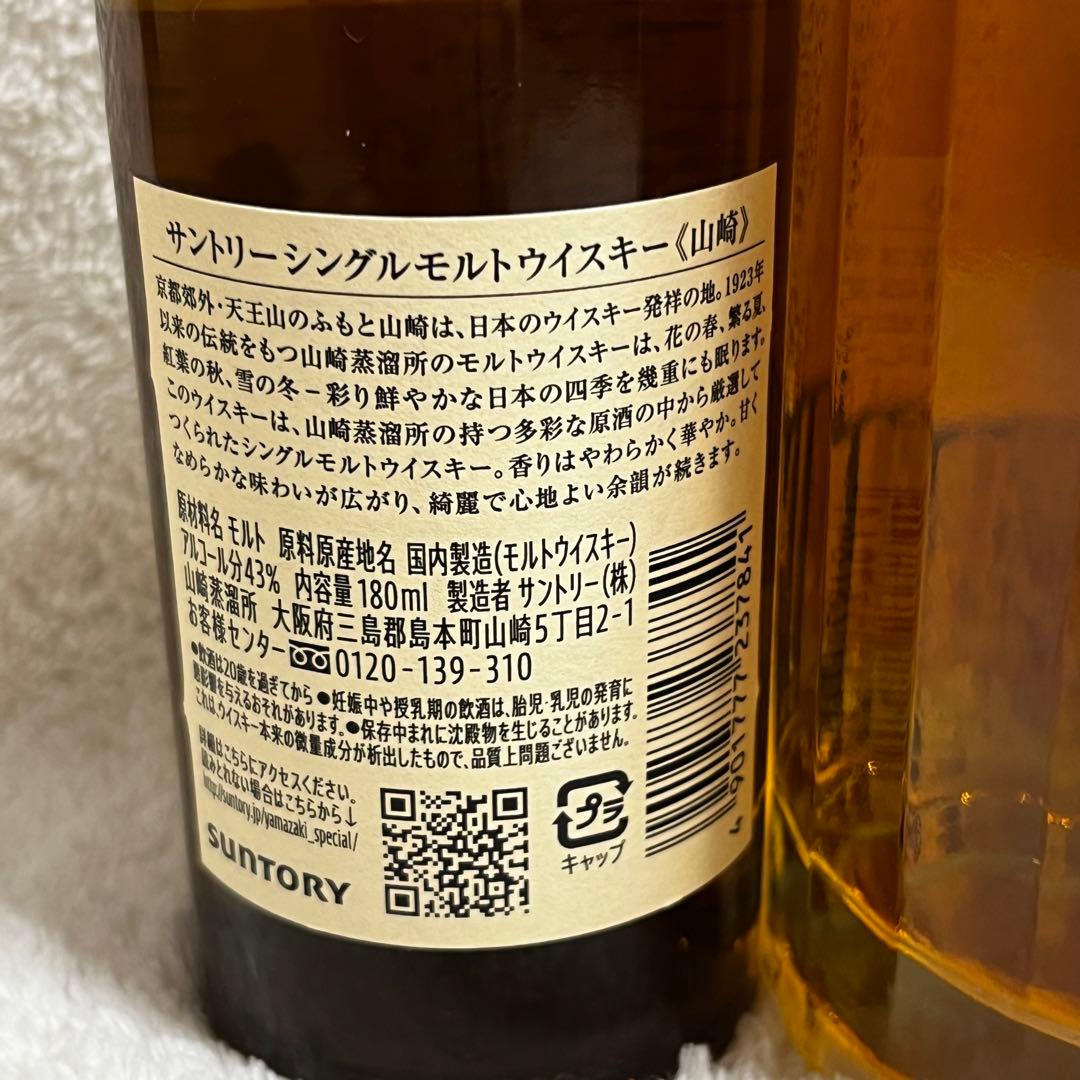 サントリーシングルモルトウイスキー《山崎》
京都郊外・天王山のふもと山崎は、日本のウイスキー発祥の地。1923年
以来の伝統をもつ山崎蒸溜所のモルトウイスキーは、花の春、繁る夏、
紅葉の秋、雪の冬－彩り鮮やかな日本の四季を幾重にも眠ります。
このウイスキーは、山崎蒸溜所の持つ多彩な原酒の中から厳選して
つくられたシングルモルトウイスキー。香りはやわらかく華やか。甘く
なめらかな味わいが広がり、綺麗で心地よい余韻が続きます。
原材料名 モルト 原料原産地名 国内製造(モルトウイスキー)
アルコール分43% 内容量180ml 製造者 サントリー(株)
山崎蒸溜所 大阪府三島郡島本町山崎5丁目2-1
お客様センター 0120-139-310
●飲酒は20歳を過ぎてから ●妊娠中や授乳期の飲酒は、胎児・乳児の発育に
悪影響を与えるおそれがあります。●保存中まれに沈殿物を生じることがあります。
これは、ウイスキー本来の微量成分が析出したもので、品質上問題ございません。
詳細はこちらにアクセスください。
読みとれない場合はこちらから↓
http://suntory.jp/yamazaki_special/
SUNTORY
プラ
キャップ
4 901777 237841